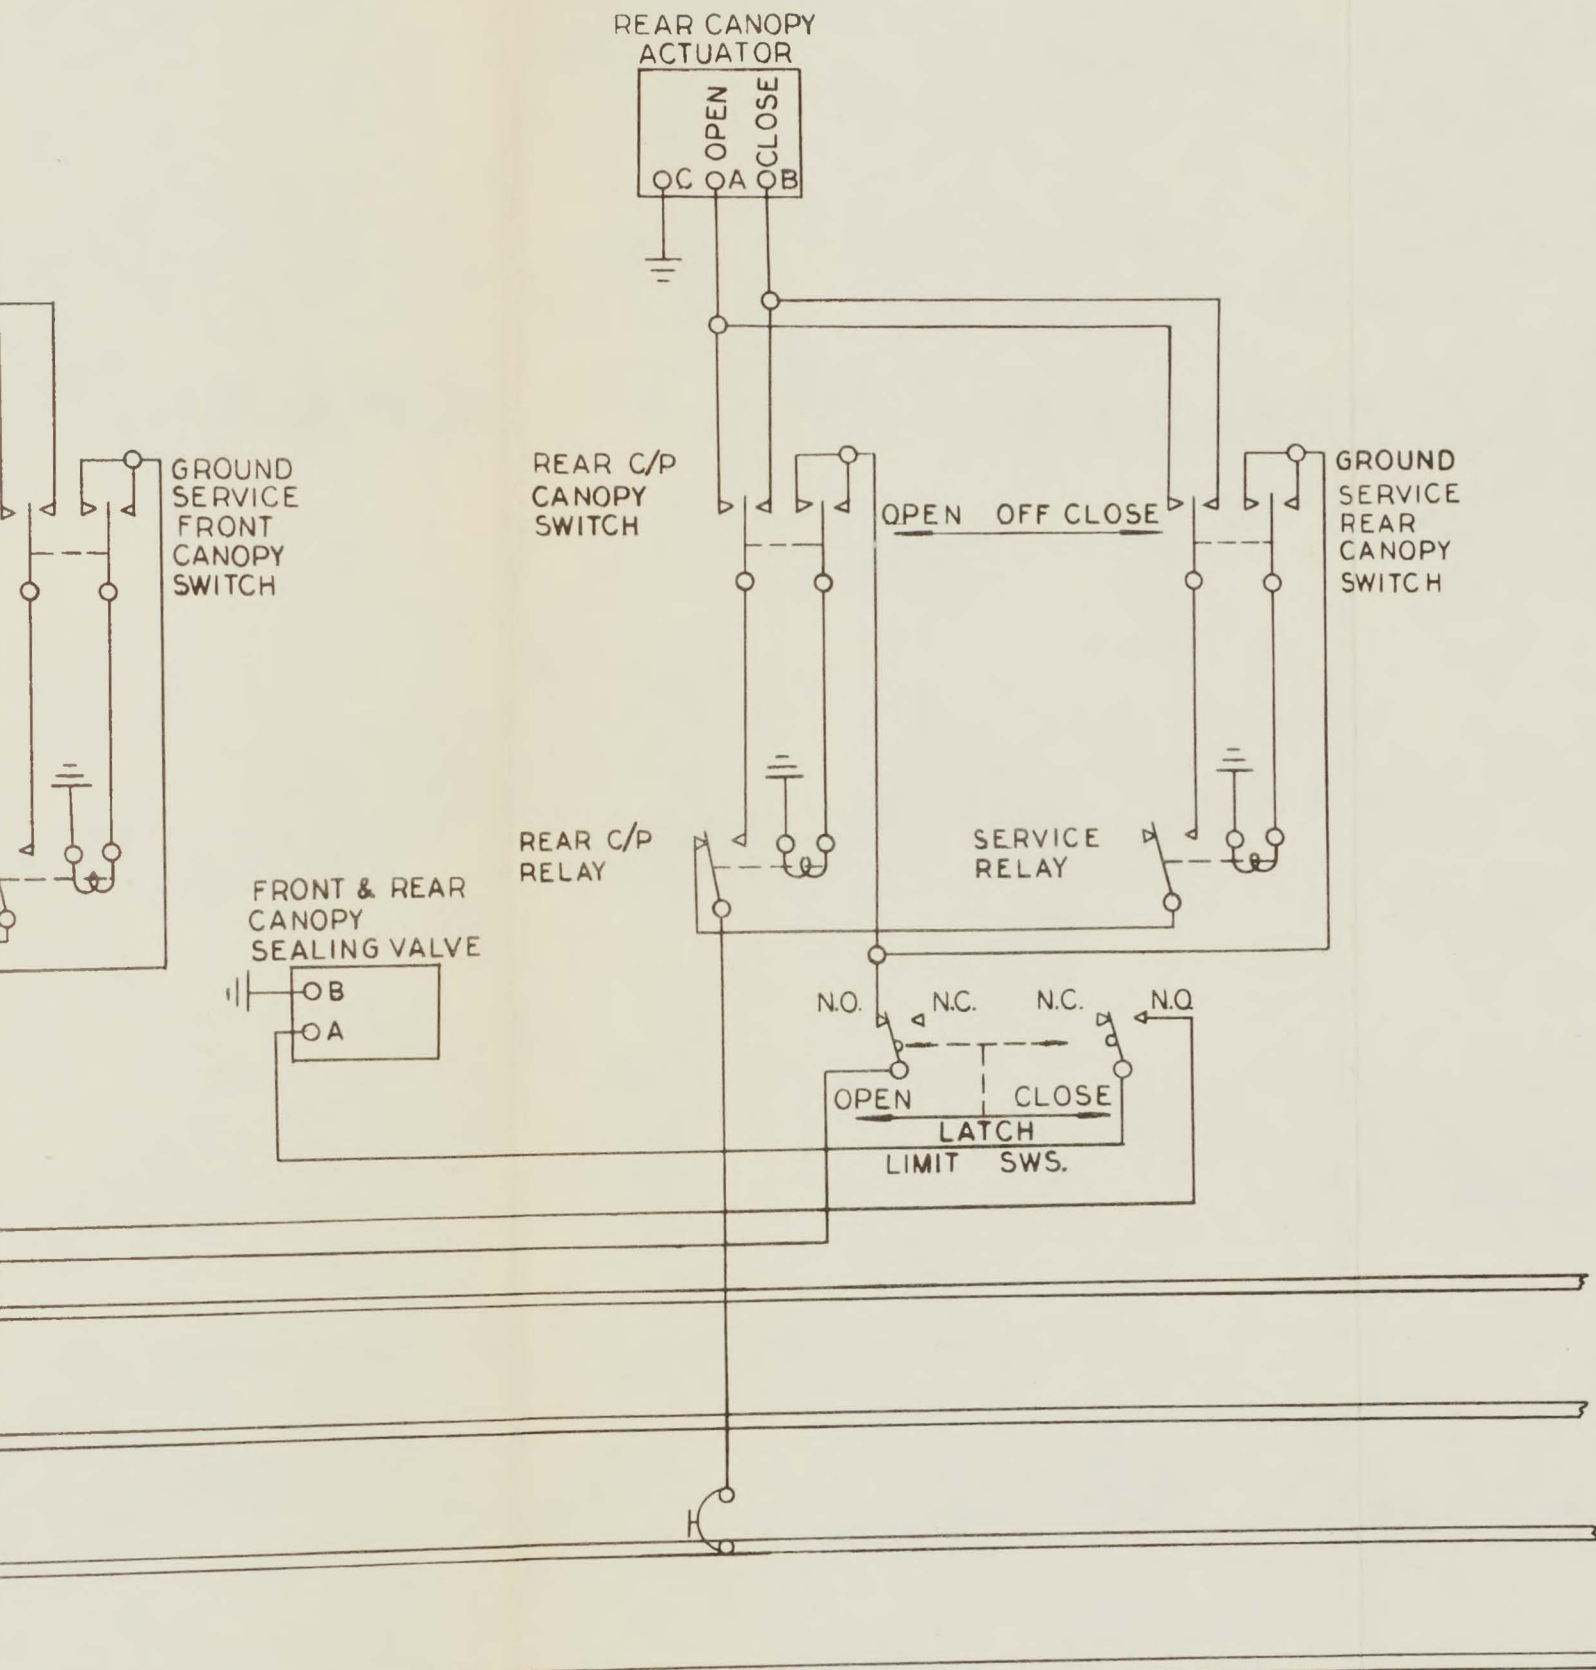 REAR CANOPY
ACTUATOR
OPEN
CLOSE
C A B
GROUND
SERVICE
FRONT
CANOPY
SWITCH
REAR C/P
CANOPY
SWITCH
OPEN OFF CLOSE
GROUND
SERVICE
REAR
CANOPY
SWITCH
REAR C/P
RELAY
SERVICE
RELAY
FRONT & REAR
CANOPY
SEALING VALVE
B
A
N.O. N.C. N.C. N.O.
OPEN CLOSE
LATCH
LIMIT SWS.